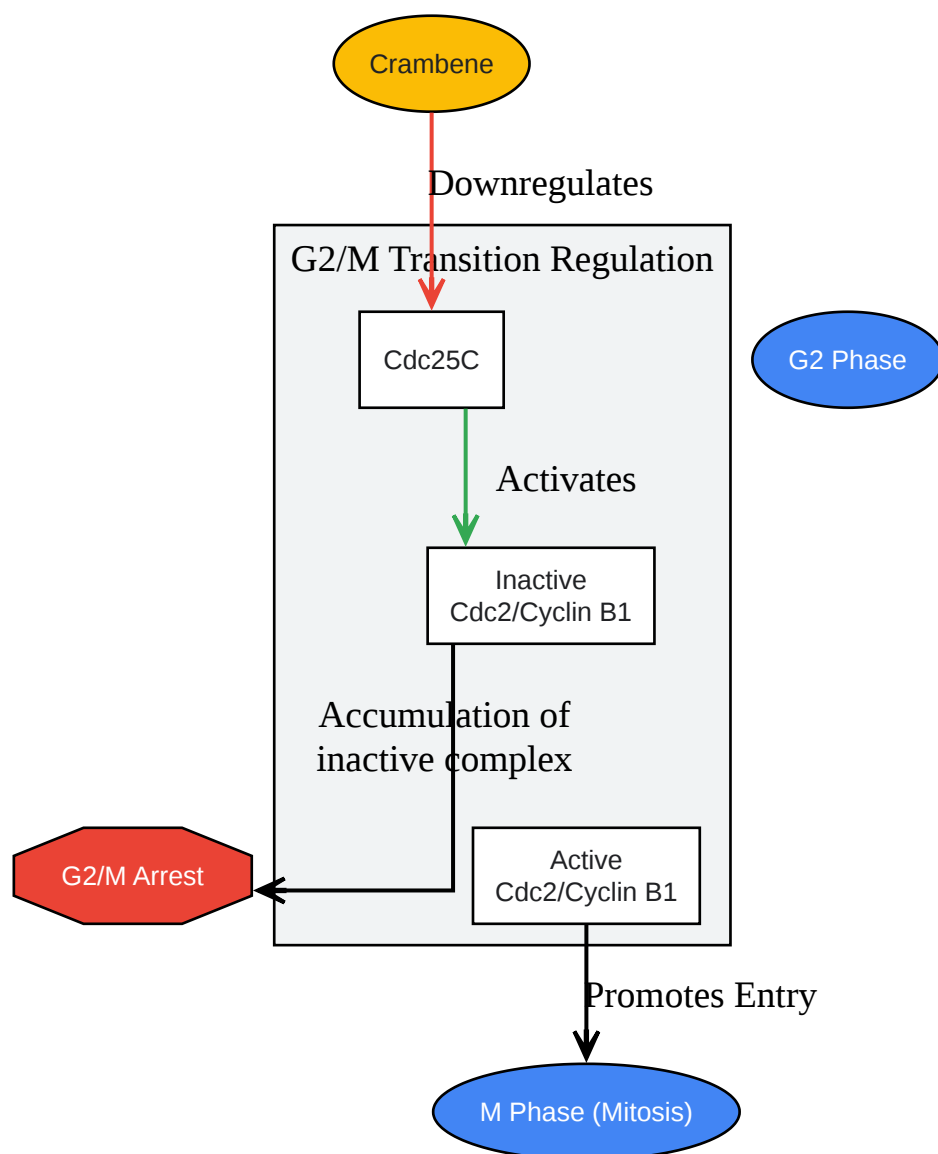 Crambene
Downregulates
G2/M Transition Regulation
Cdc25C
G2 Phase
Activates
Inactive
Cdc2/Cyclin B1
Accumulation of
inactive complex
G2/M Arrest
Active
Cdc2/Cyclin B1
Promotes Entry
M Phase (Mitosis)